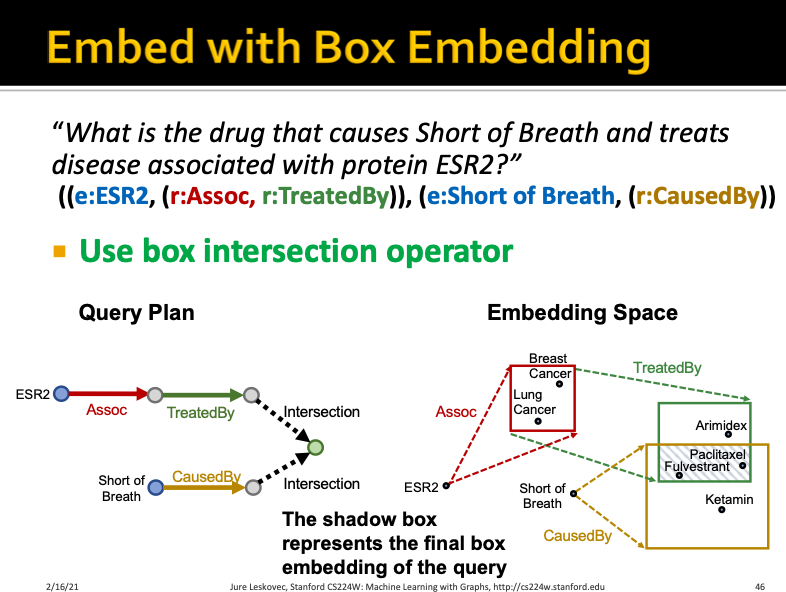 Embed with Box Embedding
“What is the drug that causes Short of Breath and treats
disease associated with protein ESR2?”
((e:ESR2, (r:Assoc, r:TreatedBy)), (e:Short of Breath, (r:CausedBy))
Use box intersection operator
Query Plan
ESR2
Assoc
TreatedBy
Intersection
Short of
Breath
CausedBy
Intersection
The shadow box
represents the final box
embedding of the query
Embedding Space
Breast
Cancer
Lung
Cancer
TreatedBy
Assoc
Arimidex
Paclitaxel
Fulvestrant
ESR2
Short of
Breath
Ketamin
CausedBy
2/16/21
Jure Leskovec, Stanford CS224W: Machine Learning with Graphs, http://cs224w.stanford.edu
46